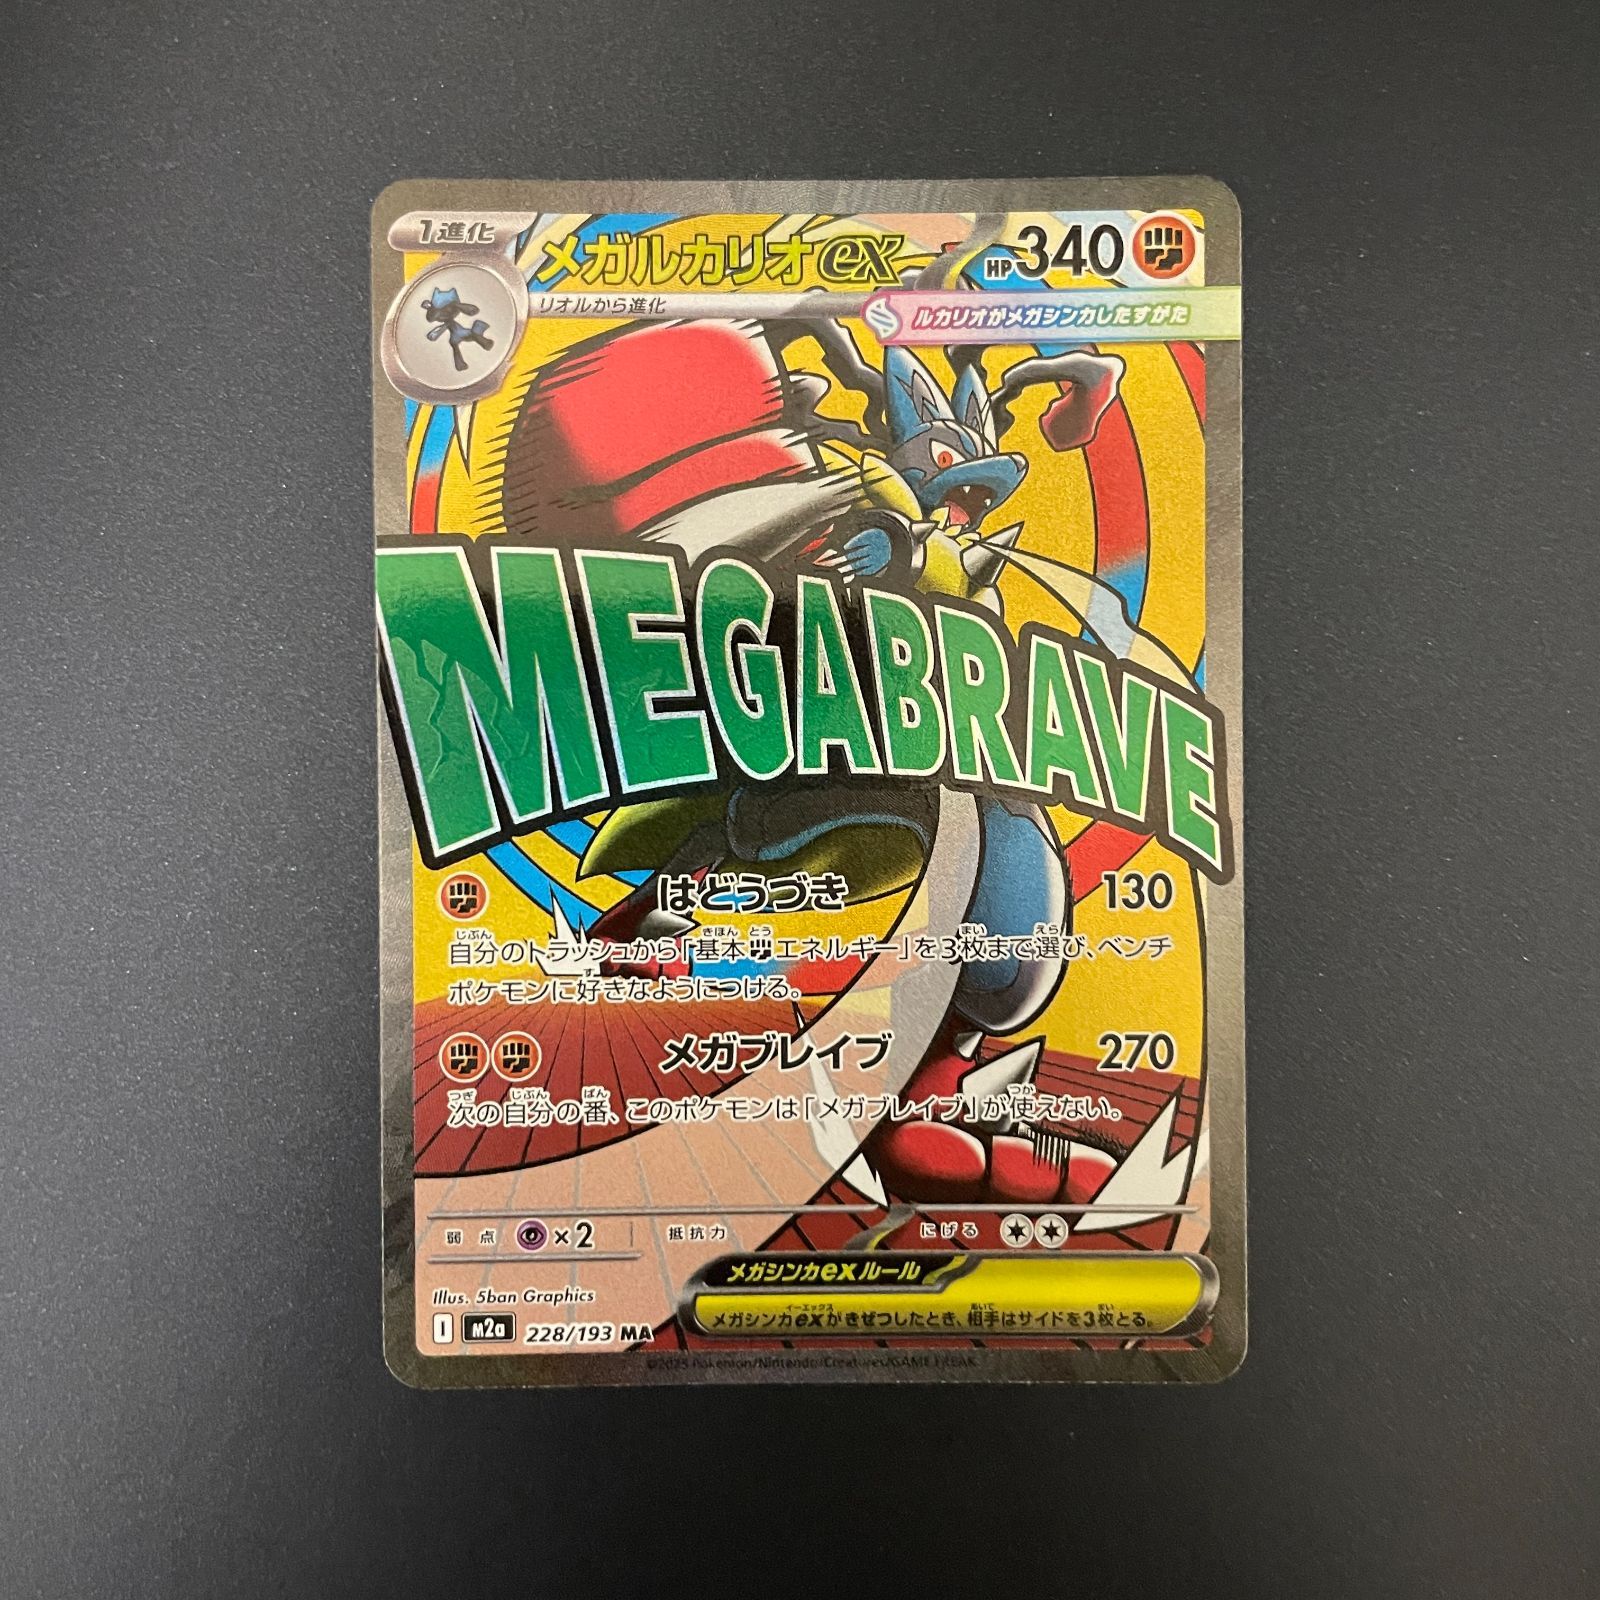 1進化
メガルカリオex
HP340
リオルから進化
ルカリオがメガシンカしたすがた
MEGABRAVE
はどうづき 130
自分のトラッシュから「基本エネルギー」を3枚まで選び、ベンチ
ポケモンに好きなようにつける。
メガブレイブ 270
次の自分の番、このポケモンは「メガブレイブ」が使えない。
弱点 ×2 抵抗力 にげる
メガシンカexルール
メガシンカexがきぜつしたとき、相手はサイドを3枚とる。
Illus. 5ban Graphics
I m2a 228/193 MA
©2025 Pokémon/Nintendo/Creatures/GAME FREAK